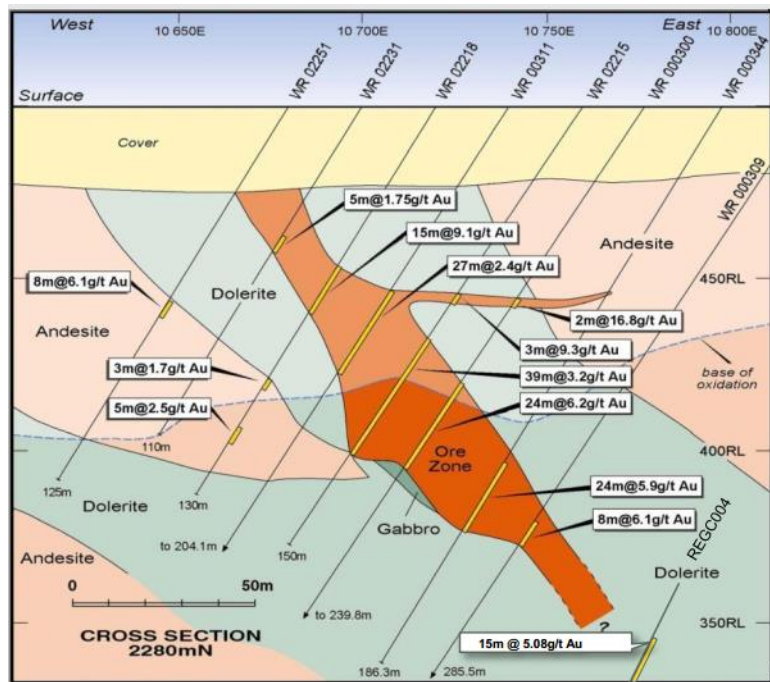 West
10 650E
10 700E
10 750E
East
10 800E
WR 02251
WR 02231
WR 02218
WR 00311
WR 02215
WR 000300
WR 000344
WR 000309
Surface
Cover
5m@1.75g/t Au
15m@9.1g/t Au
27m@2.4g/t Au
Andesite
8m@6.1g/t Au
Dolerite
450RL
2m@16.8g/t Au
Andesite
3m@9.3g/t Au
3m@1.7g/t Au
39m@3.2g/t Au
base of
oxidation
5m@2.5g/t Au
24m@6.2g/t Au
110m
Ore
Zone
400RL
125m
130m
24m@5.9g/t Au
Dolerite
Gabbro
8m@6.1g/t Au
to 204.1m
150m
REGC004
Andesite
Dolerite
0
50m
to 239.8m
350RL
CROSS SECTION
2280mN
?
15m @ 5.08g/t Au
186.3m
285.5m